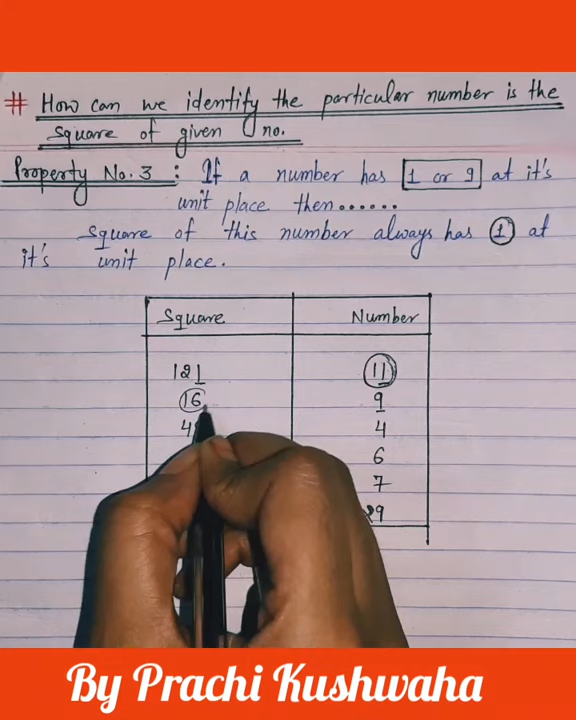 # How can we identify the particular number is the
square of given no.
Property No. 3 : If a number has 1 or 9 at it's
unit place then......
square of this number always has 1 at
it's unit place.
Square Number
121 11
16 9
4 4
6
7
29
By Prachi Kushwaha